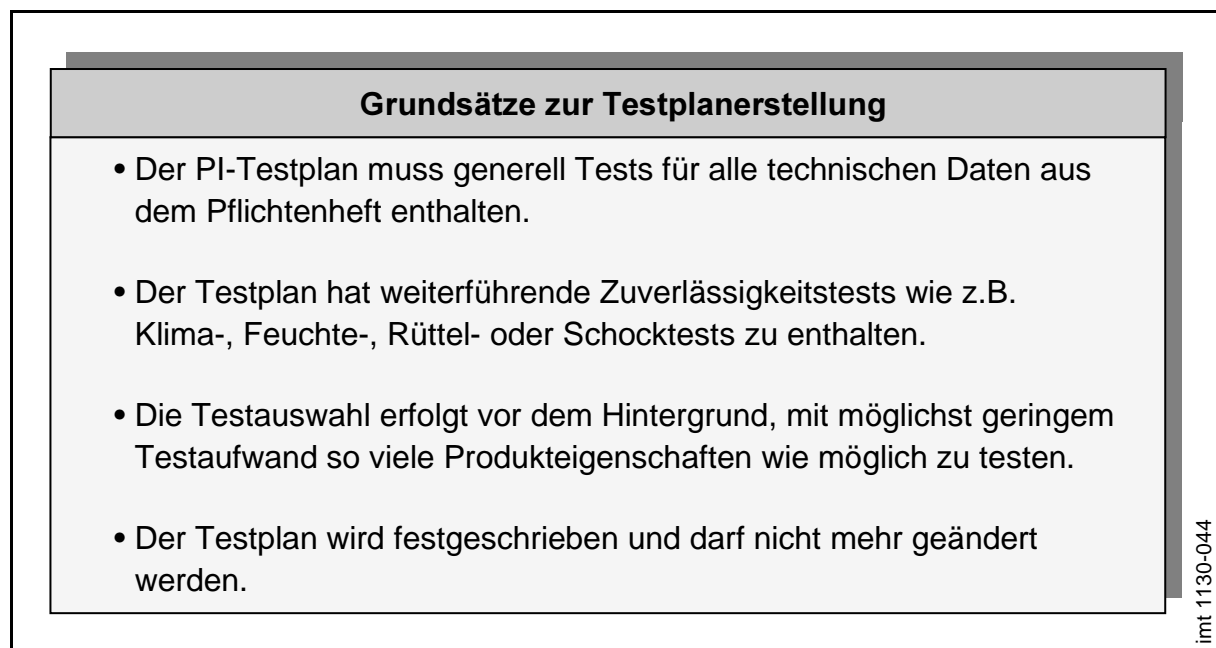 Grundsätze zur Testplanerstellung
• Der PI-Testplan muss generell Tests für alle technischen Daten aus
dem Pflichtenheft enthalten.
• Der Testplan hat weiterführende Zuverlässigkeitstests wie z.B.
Klima-, Feuchte-, Rüttel- oder Schocktests zu enthalten.
• Die Testauswahl erfolgt vor dem Hintergrund, mit möglichst geringem
Testaufwand so viele Produkteigenschaften wie möglich zu testen.
• Der Testplan wird festgeschrieben und darf nicht mehr geändert
werden.
imt 1130-044